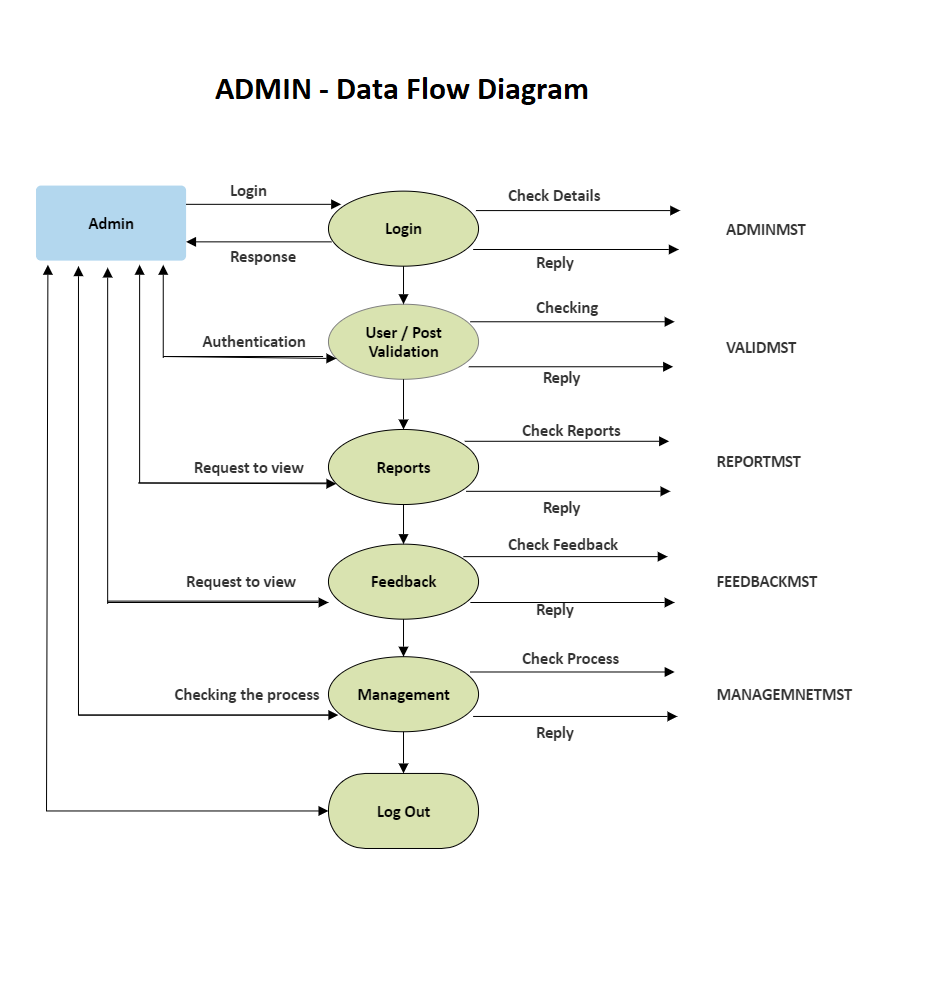 ADMIN - Data Flow Diagram
Login
Check Details
Admin
Login
ADMINMST
Response
Reply
Checking
User / Post
Validation
Authentication
VALIDMST
Reply
Check Reports
Request to view
Reports
REPORTMST
Reply
Check Feedback
Request to view
Feedback
FEEDBACKMST
Reply
Check Process
Checking the process
Management
MANAGEMNETMST
Reply
Log Out